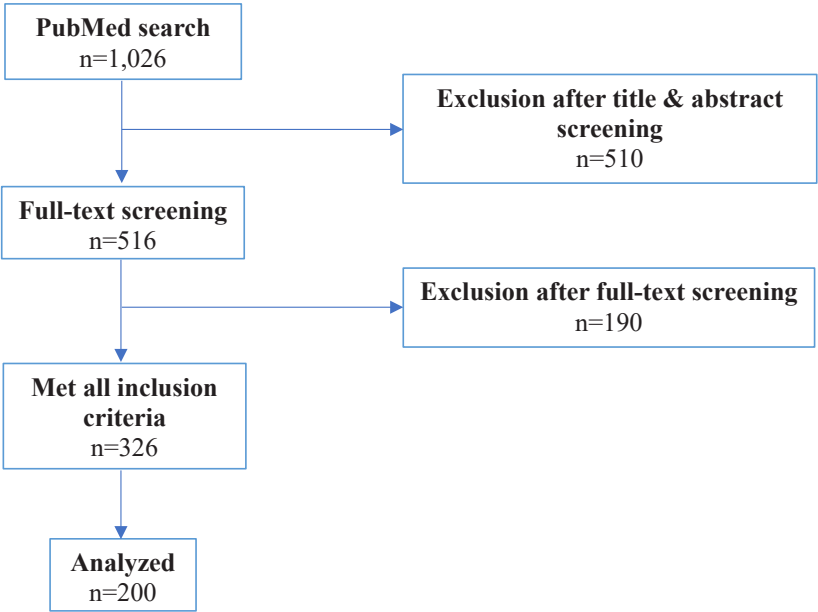 PubMed search
n=1,026
Exclusion after title & abstract
screening
n=510
Full-text screening
n=516
Exclusion after full-text screening
n=190
Met all inclusion
criteria
n=326
Analyzed
n=200